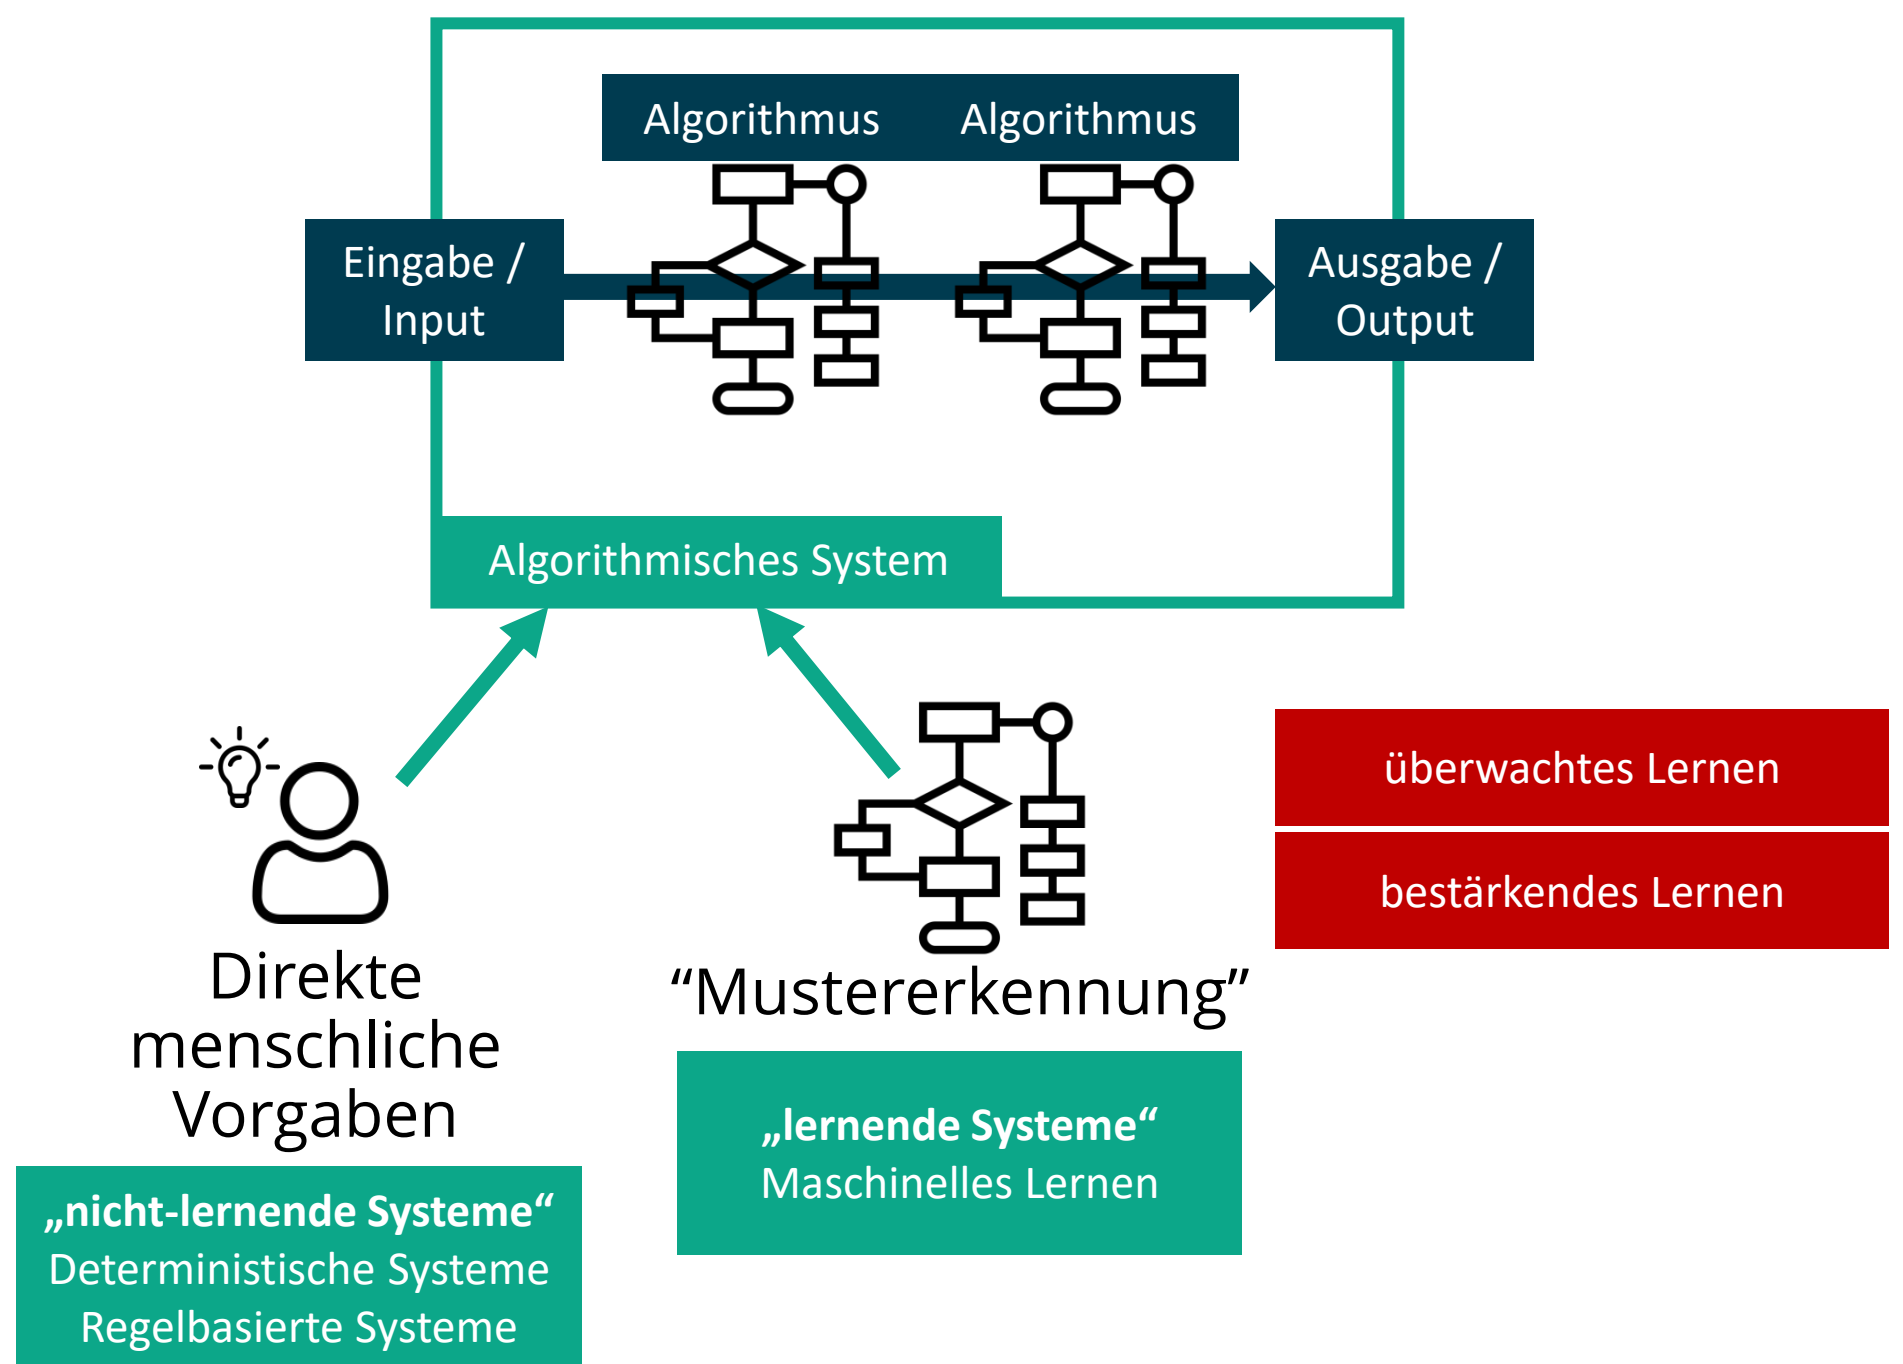 Algorithmus
Algorithmus
Eingabe /
Input
Ausgabe /
Output
Algorithmisches System
Direkte
menschliche
Vorgaben
„nicht-lernende Systeme“
Deterministische Systeme
Regelbasierte Systeme
“Mustererkennung”
„lernende Systeme“
Maschinelles Lernen
überwachtes Lernen
bestärkendes Lernen